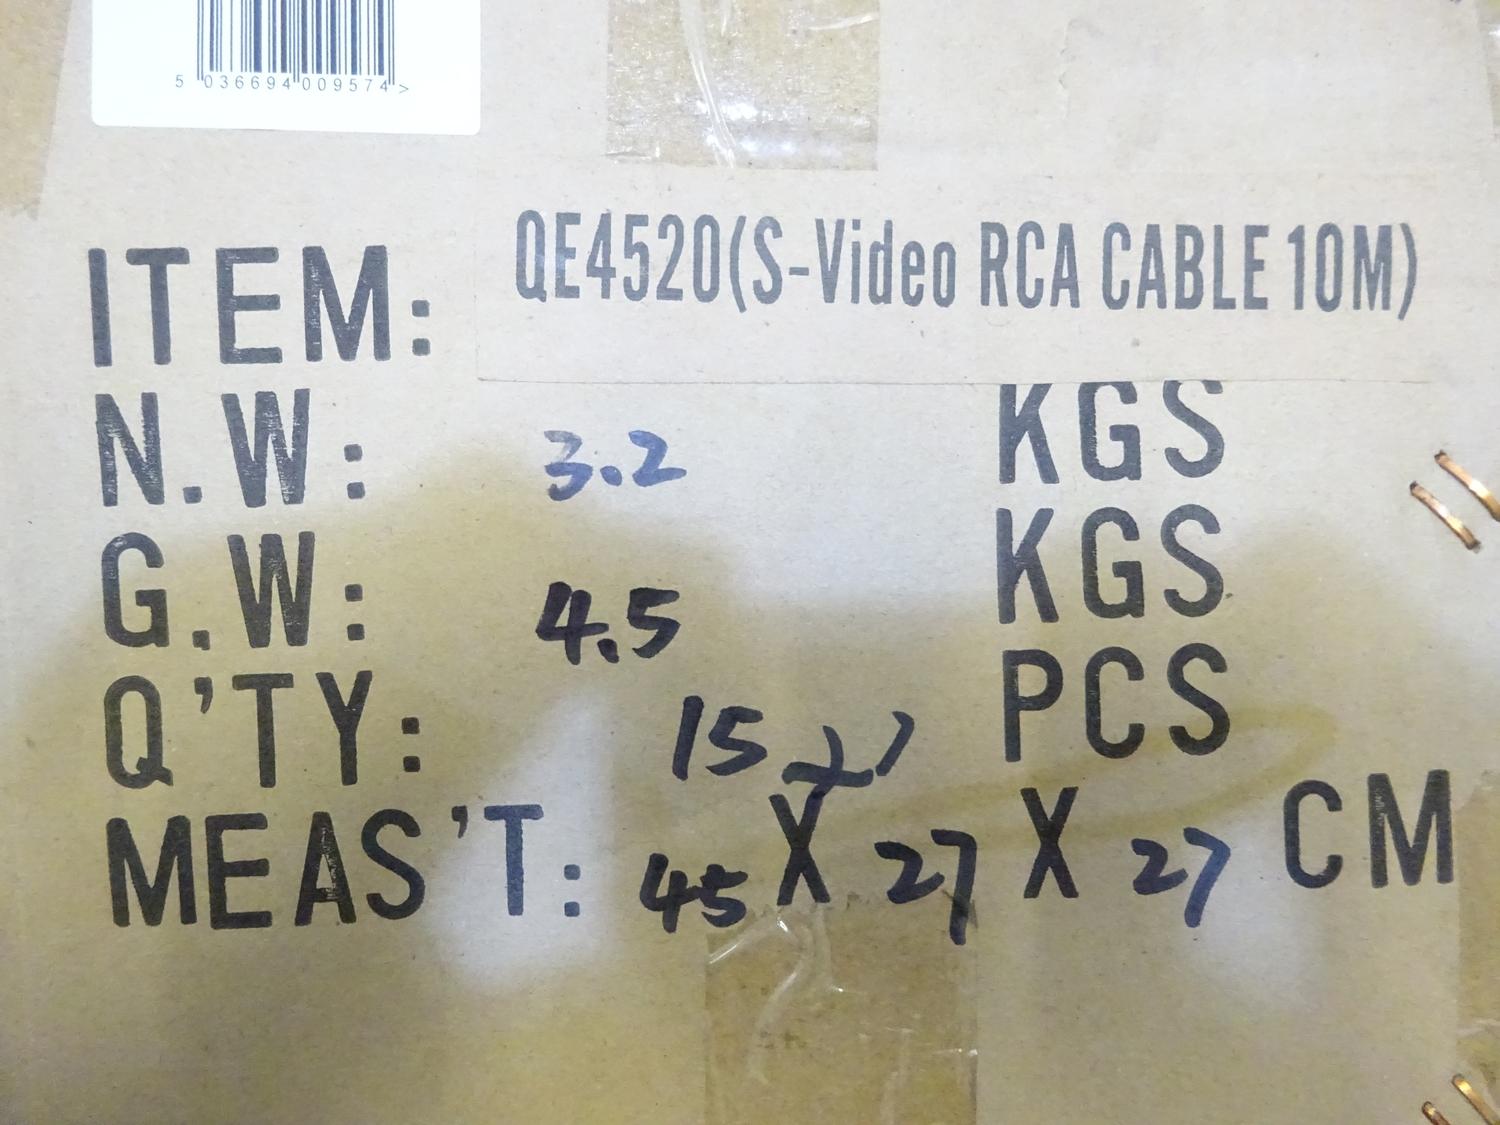 5 036694 009574 >
ITEM: QE4520(S-Video RCA CABLE 10M)
N.W: 3.2 KGS
G.W: 4.5 KGS
Q'TY: 15 PCS
MEAS'T: 45 X 27 X 27 CM